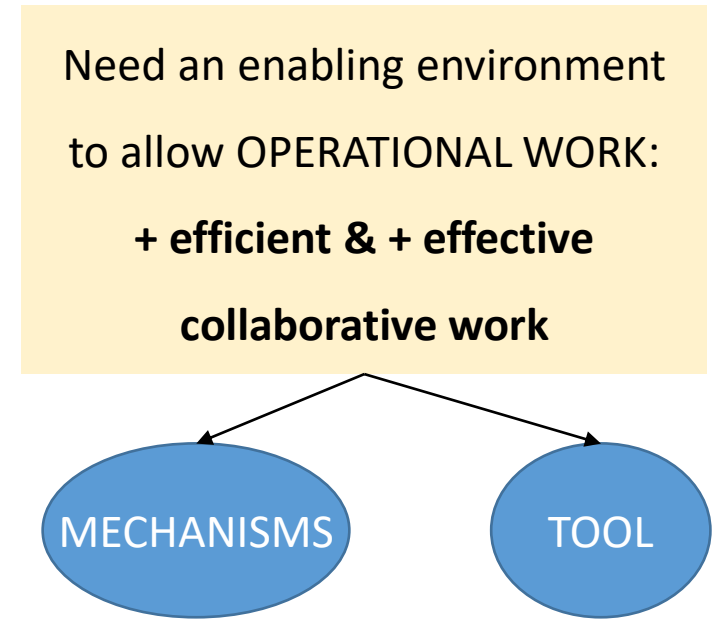 Need an enabling environment
to allow OPERATIONAL WORK:
+ efficient & + effective
collaborative work
MECHANISMS
TOOL